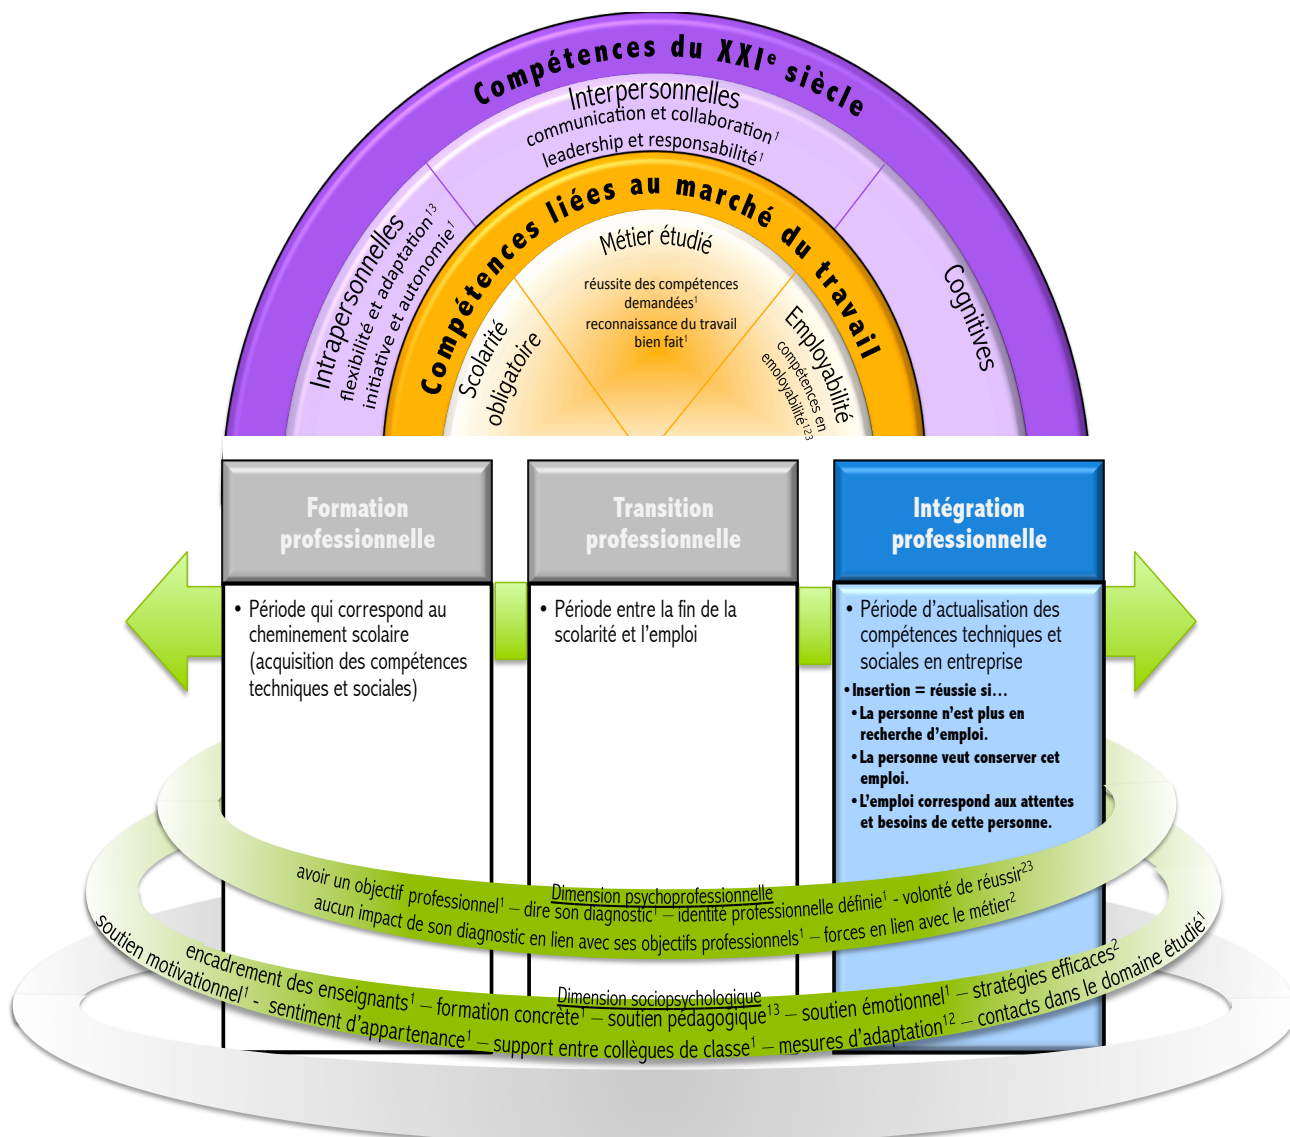 Compétences du XXIᵉ siècle
Interpersonnelles
communication et collaboration¹
leadership et responsabilité¹
Intrapersonnelles
flexibilité et adaptation¹³
initiative et autonomie¹
Cognitives
Compétences liées au marché du travail
Métier étudié
réussite des compétences
demandées¹
reconnaissance du travail
bien fait¹
Scolarité
obligatoire
Employabilité
compétences en
emoloyabilité¹²³
Formation
professionnelle
Transition
professionnelle
Intégration
professionnelle
• Période qui correspond au
cheminement scolaire
(acquisition des compétences
techniques et sociales)
• Période entre la fin de la
scolarité et l’emploi
• Période d’actualisation des
compétences techniques et
sociales en entreprise
• Insertion = réussie si…
• La personne n’est plus en
recherche d’emploi.
• La personne veut conserver cet
emploi.
• L’emploi correspond aux attentes
et besoins de cette personne.
Dimension psychoprofessionnelle
avoir un objectif professionnel¹ – dire son diagnostic¹ – identité professionnelle définie¹ - volonté de réussir²³
aucun impact de son diagnostic en lien avec ses objectifs professionnels¹ – forces en lien avec le métier²
Dimension sociopsychologique
encadrement des enseignants¹ – formation concrète¹ – soutien pédagogique¹³ – soutien émotionnel¹ – stratégies efficaces²
soutien motivationnel¹ - sentiment d’appartenance¹ – support entre collègues de classe¹ – mesures d’adaptation¹² – contacts dans le domaine étudié¹